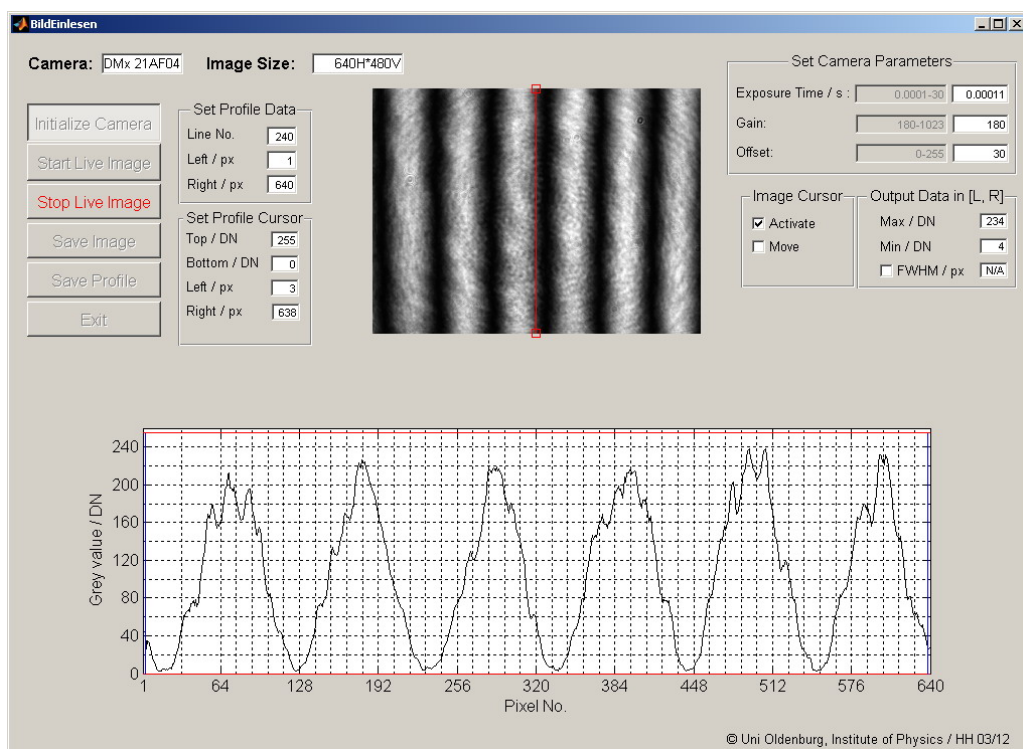 BildEinlesen
Camera: DMx 21AF04 Image Size: 640H*480V
Initialize Camera
Start Live Image
Stop Live Image
Save Image
Save Profile
Exit
Set Profile Data
Line No. 240
Left / px 1
Right / px 640
Set Profile Cursor
Top / DN 255
Bottom / DN 0
Left / px 3
Right / px 638
Set Camera Parameters
Exposure Time / s : 0.0001-30 0.00011
Gain: 180-1023 180
Offset: 0-255 30
Image Cursor
Activate
Move
Output Data in [L, R]
Max / DN 234
Min / DN 4
FWHM / px N/A
Grey value / DN
240
200
160
120
80
40
0
1 64 128 192 256 320 384 448 512 576 640
Pixel No.
© Uni Oldenburg, Institute of Physics / HH 03/12